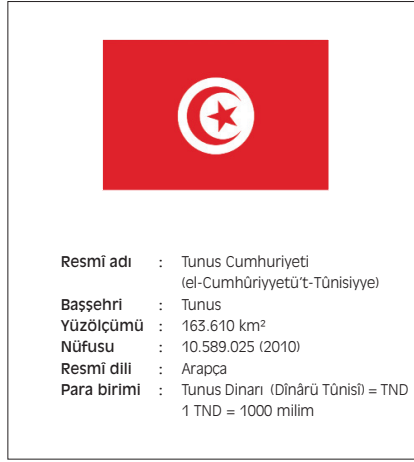 Resmî adı : Tunus Cumhuriyeti
(el-Cumhûriyyetü't-Tûnisiyye)
Başşehri : Tunus
Yüzölçümü : 163.610 km²
Nüfusu : 10.589.025 (2010)
Resmî dili : Arapça
Para birimi : Tunus Dinarı (Dînârü Tûnisî) = TND
1 TND = 1000 milim